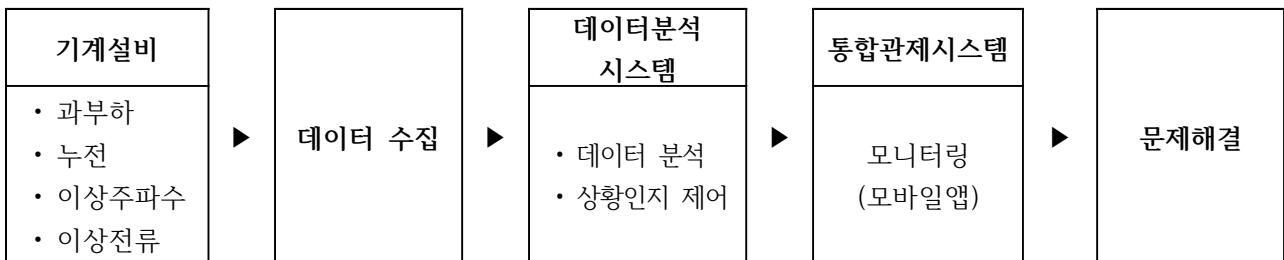 기계설비
・ 과부하
・ 누전
・ 이상주파수
・ 이상전류
▶
데이터 수집
▶
데이터분석
시스템
・ 데이터 분석
・ 상황인지 제어
▶
통합관제시스템
모니터링
(모바일앱)
▶
문제해결